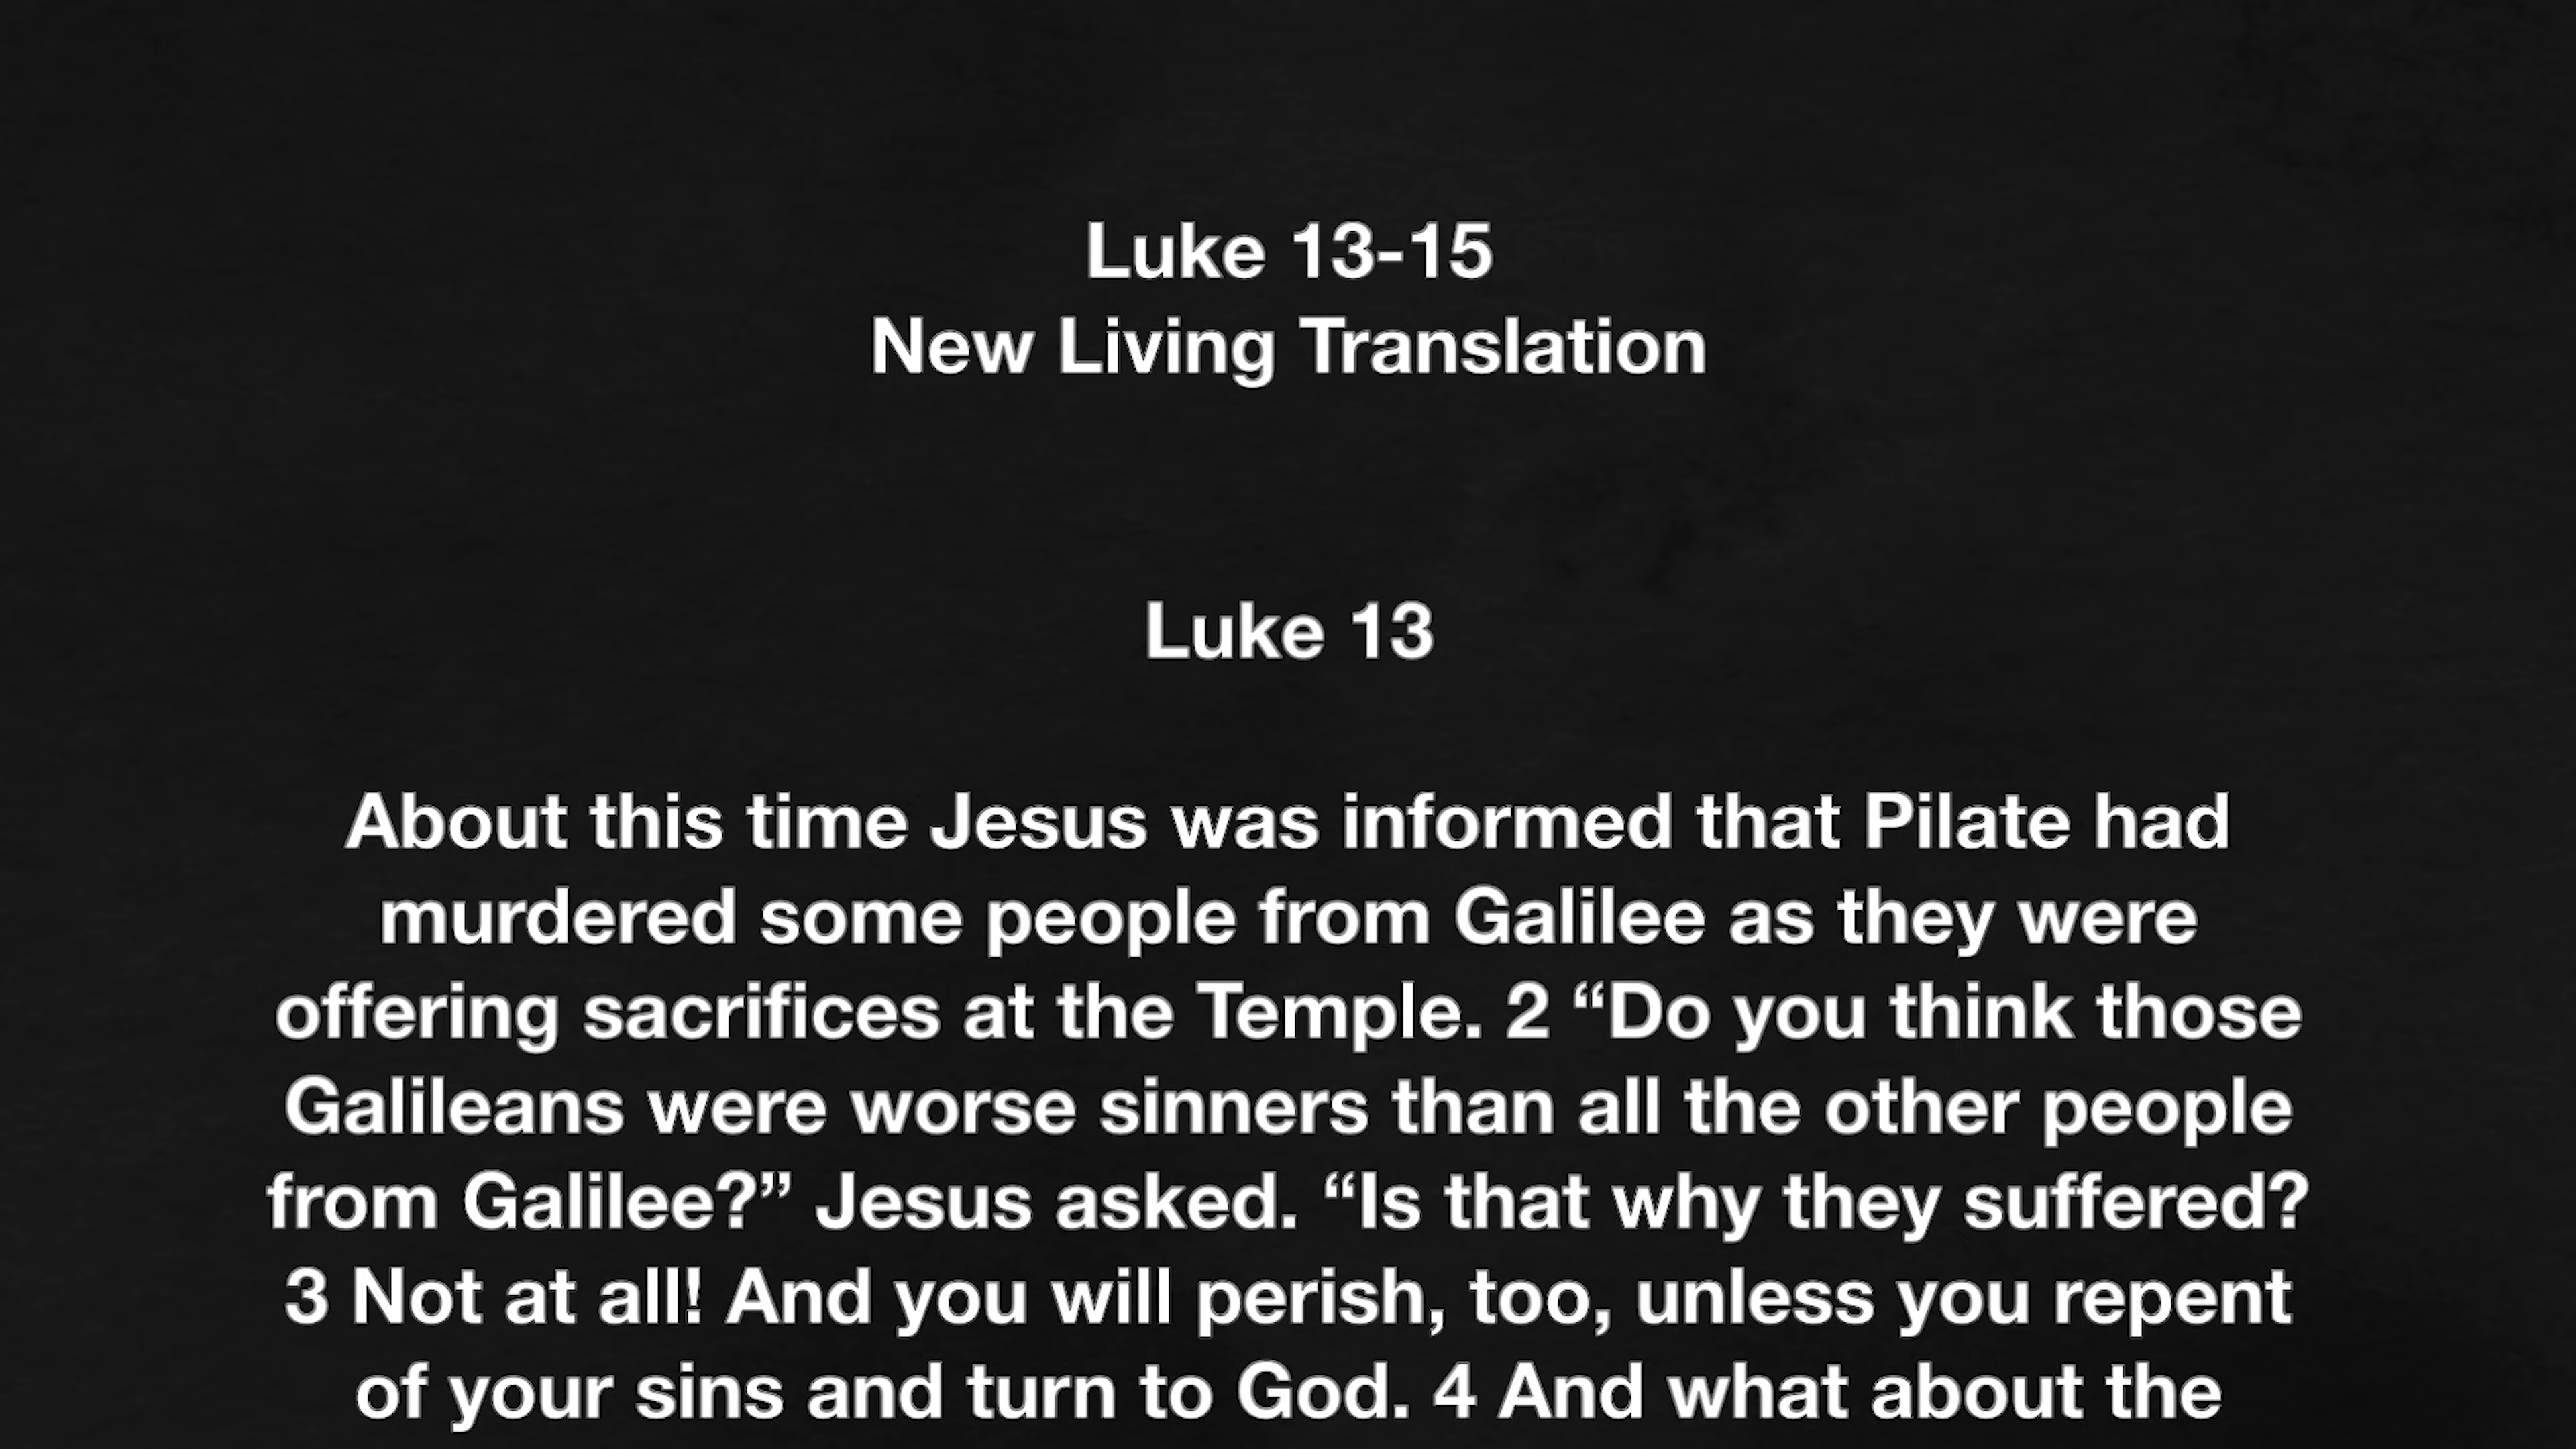 Luke 13-15
New Living Translation
Luke 13
About this time Jesus was informed that Pilate had
murdered some people from Galilee as they were
offering sacrifices at the Temple. 2 “Do you think those
Galileans were worse sinners than all the other people
from Galilee?” Jesus asked. “Is that why they suffered?
3 Not at all! And you will perish, too, unless you repent
of your sins and turn to God. 4 And what about the